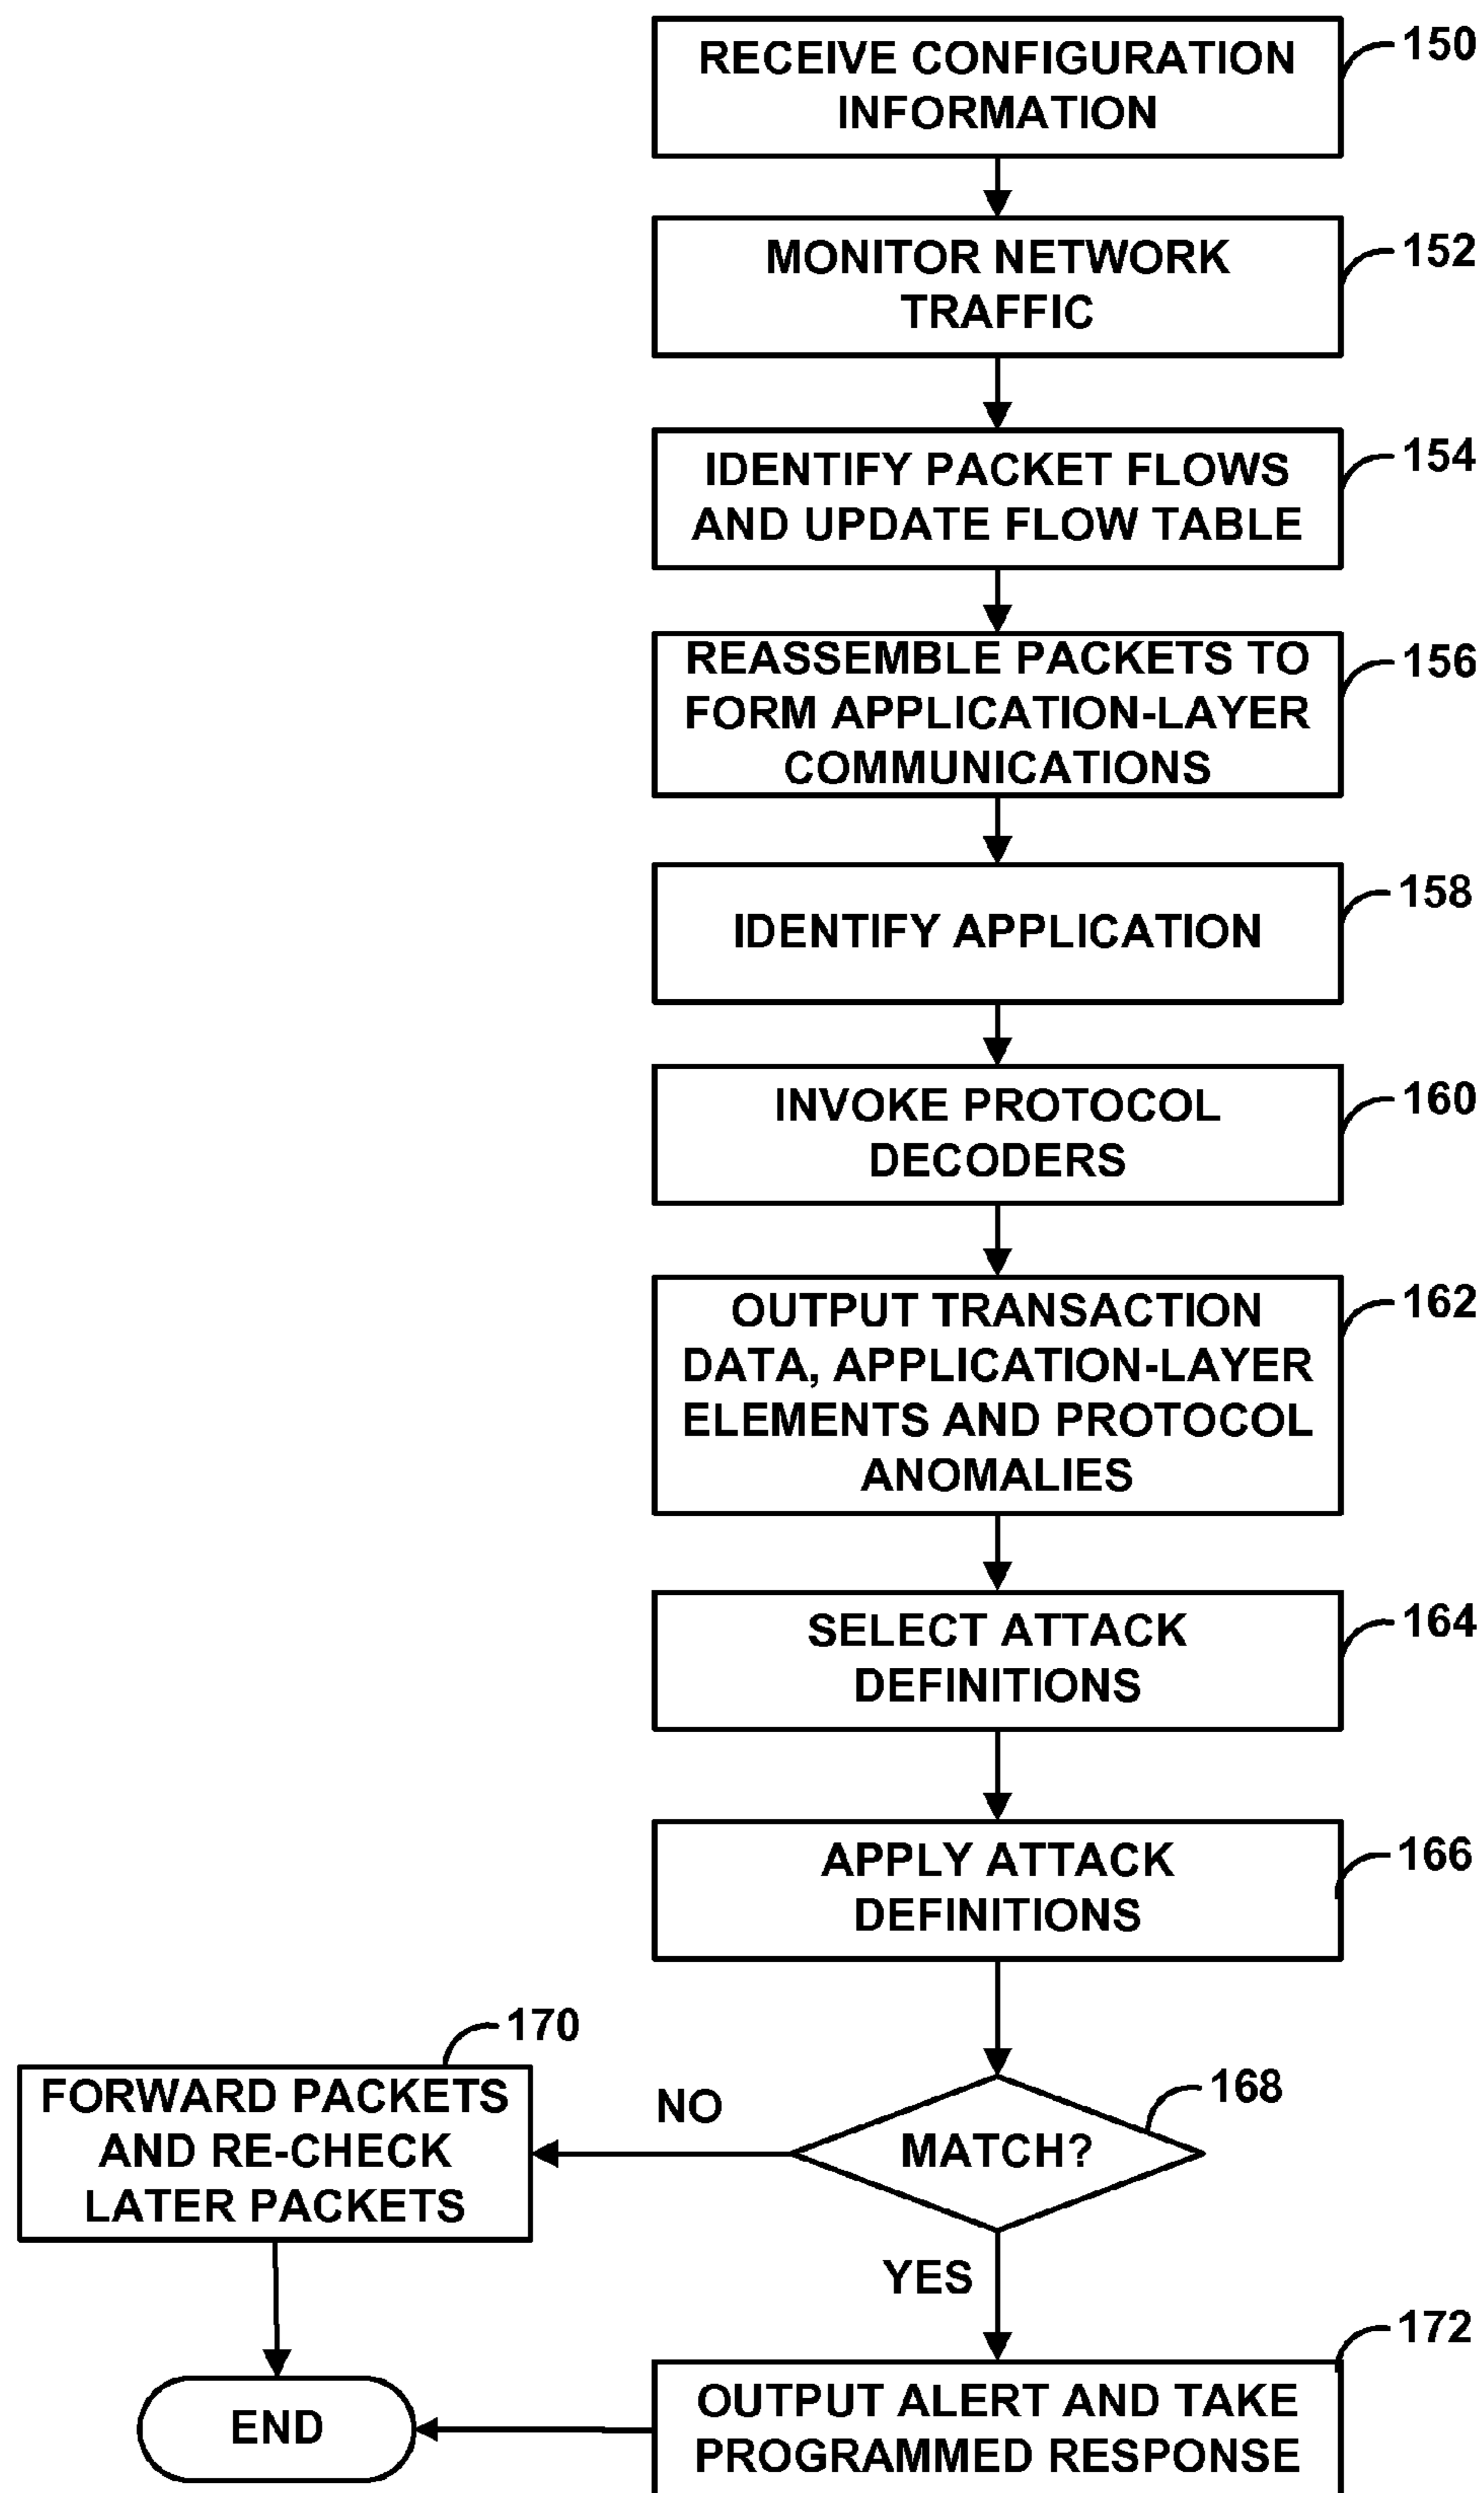 RECEIVE CONFIGURATION
INFORMATION
150
MONITOR NETWORK
TRAFFIC
152
IDENTIFY PACKET FLOWS
AND UPDATE FLOW TABLE
154
REASSEMBLE PACKETS TO
FORM APPLICATION-LAYER
COMMUNICATIONS
156
IDENTIFY APPLICATION
158
INVOKE PROTOCOL
DECODERS
160
OUTPUT TRANSACTION
DATA, APPLICATION-LAYER
ELEMENTS AND PROTOCOL
ANOMALIES
162
SELECT ATTACK
DEFINITIONS
164
APPLY ATTACK
DEFINITIONS
166
MATCH?
168
NO
170
FORWARD PACKETS
AND RE-CHECK
LATER PACKETS
YES
172
OUTPUT ALERT AND TAKE
PROGRAMMED RESPONSE
END